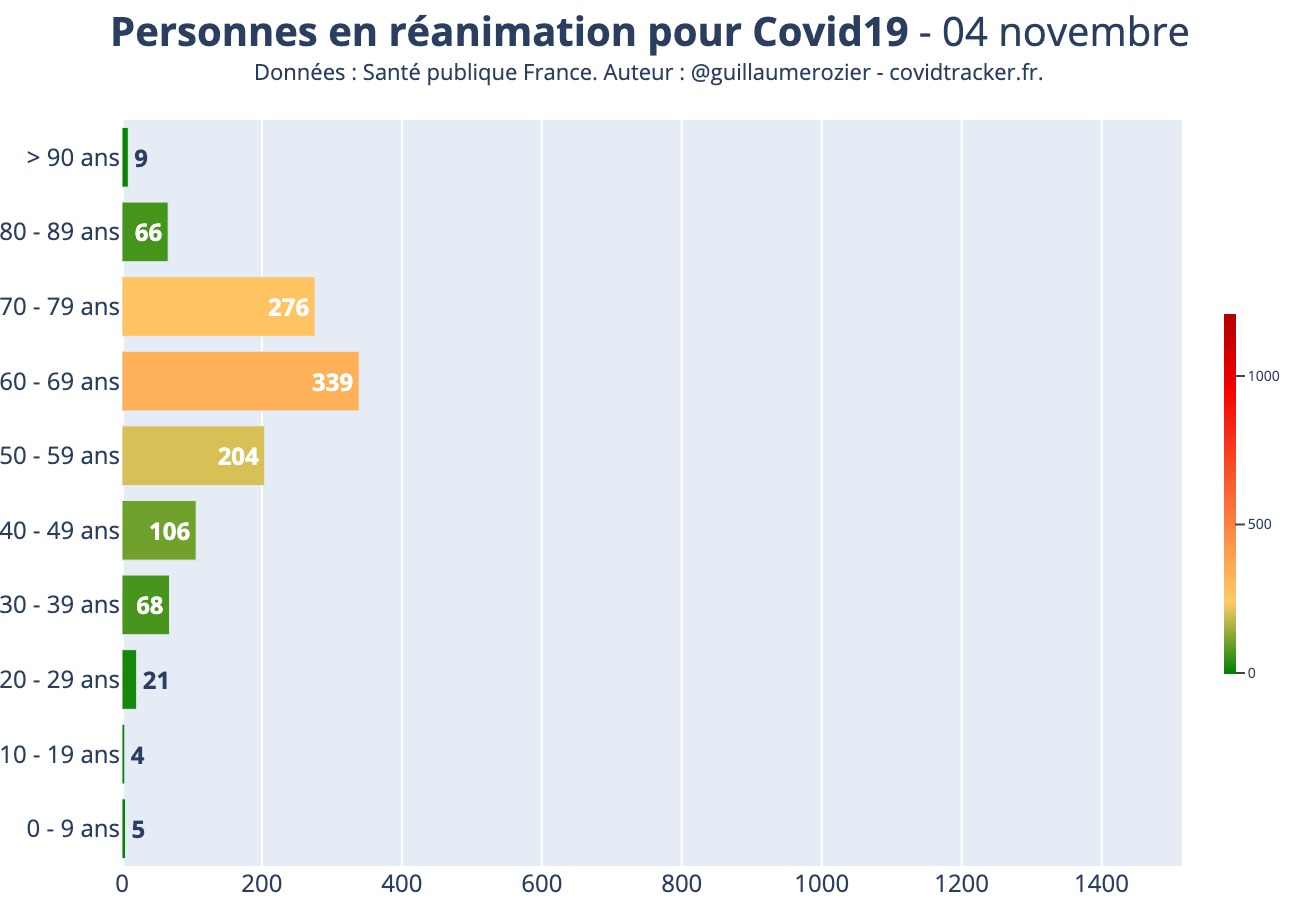 Personnes en réanimation pour Covid19 - 04 novembre
Données : Santé publique France. Auteur : @guillaumerozier - covidtracker.fr.
> 90 ans 9
80 - 89 ans 66
70 - 79 ans 276
60 - 69 ans 339
50 - 59 ans 204
40 - 49 ans 106
30 - 39 ans 68
20 - 29 ans 21
10 - 19 ans 4
0 - 9 ans 5
0 200 400 600 800 1000 1200 1400
1000
500
0